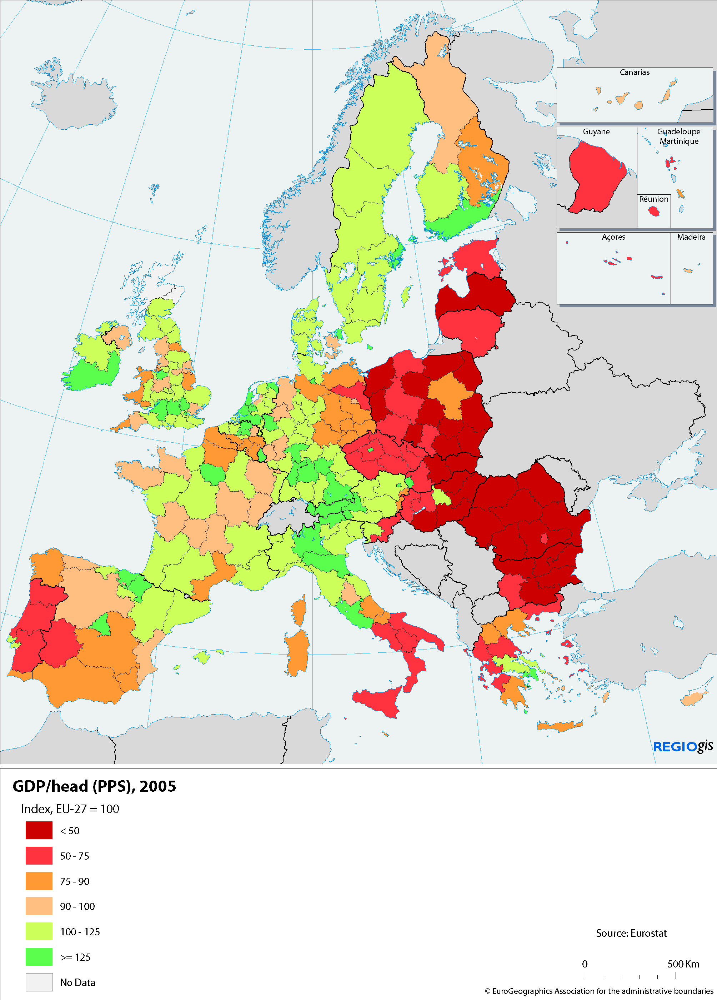 Canarias
Guyane
Guadeloupe
Martinique
Réunion
Açores
Madeira
REGIOgis
GDP/head (PPS), 2005
Index, EU-27 = 100
< 50
50 - 75
75 - 90
90 - 100
100 - 125
>= 125
No Data
Source: Eurostat
0 500 Km
© EuroGeographics Association for the administrative boundaries